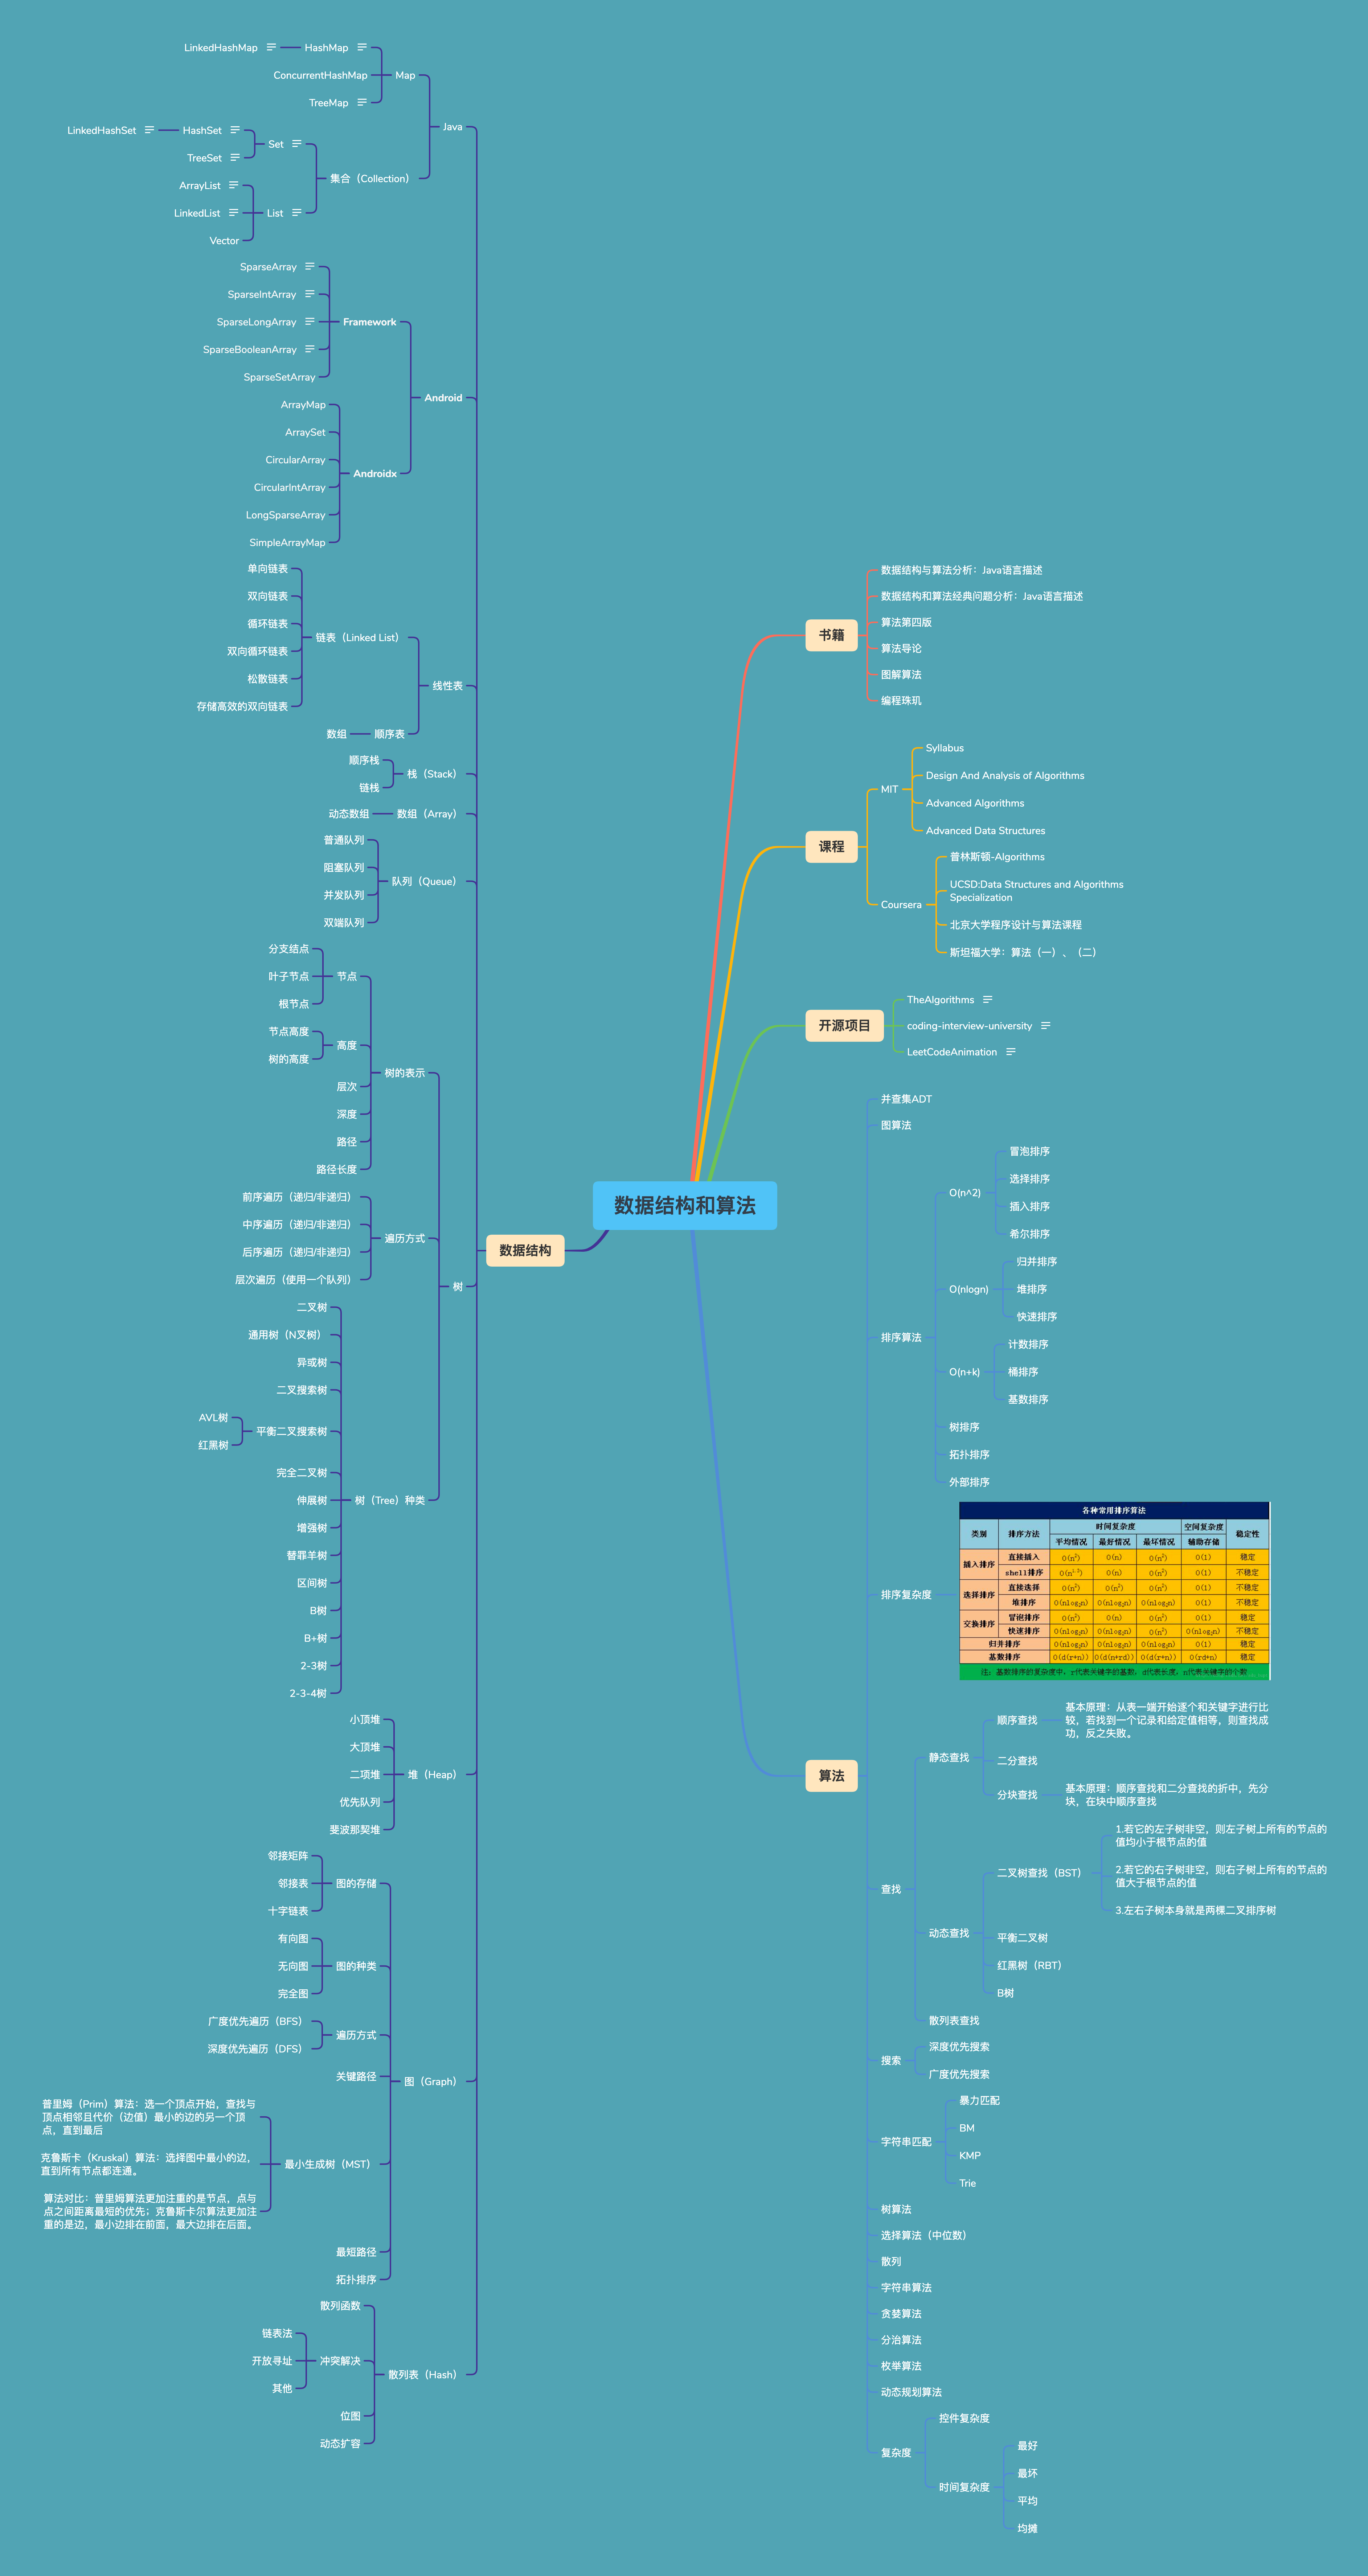 数据结构和算法
书籍
数据结构与算法分析：Java语言描述
数据结构和算法经典问题分析：Java语言描述
算法第四版
算法导论
图解算法
编程珠玑
课程
MIT
Syllabus
Design And Analysis of Algorithms
Advanced Algorithms
Advanced Data Structures
Coursera
普林斯顿-Algorithms
UCSD:Data Structures and Algorithms
Specialization
北京大学程序设计与算法课程
斯坦福大学：算法（一）、（二）
开源项目
TheAlgorithms
coding-interview-university
LeetCodeAnimation
算法
并查集ADT
图算法
排序算法
O(n^2)
冒泡排序
选择排序
插入排序
希尔排序
O(nlogn)
归并排序
堆排序
快速排序
O(n+k)
计数排序
桶排序
基数排序
树排序
拓扑排序
外部排序
排序复杂度
各种常用排序算法
类别 排序方法 时间复杂度 空间复杂度 稳定性
平均情况 最好情况 最坏情况 辅助存储
插入排序 直接插入 O(n²) O(n) O(n²) O(1) 稳定
shell排序 O(n¹·³) O(n) O(n²) O(1) 不稳定
选择排序 直接选择 O(n²) O(n²) O(n²) O(1) 不稳定
堆排序 O(nlog₂n) O(nlog₂n) O(nlog₂n) O(1) 不稳定
交换排序 冒泡排序 O(n²) O(n) O(n²) O(1) 稳定
快速排序 O(nlog₂n) O(nlog₂n) O(n²) O(nlog₂n) 不稳定
归并排序 O(nlog₂n) O(nlog₂n) O(nlog₂n) O(1) 稳定
基数排序 O(d(r+n)) O(d(n+rd)) O(d(r+n)) O(rd+n) 稳定
注：基数排序的复杂度中，r代表关键字的基数，d代表长度，n代表关键字的个数
查找
静态查找
顺序查找
基本原理：从表一端开始逐个和关键字进行比
较，若找到一个记录和给定值相等，则查找成
功，反之失败。
二分查找
分块查找
基本原理：顺序查找和二分查找的折中，先分
块，在块中顺序查找
动态查找
二叉树查找（BST）
1.若它的左子树非空，则左子树上所有的节点的
值均小于根节点的值
2.若它的右子树非空，则右子树上所有的节点的
值大于根节点的值
3.左右子树本身就是两棵二叉排序树
平衡二叉树
红黑树（RBT）
B树
散列表查找
搜索
深度优先搜索
广度优先搜索
字符串匹配
暴力匹配
BM
KMP
Trie
树算法
选择算法（中位数）
散列
字符串算法
贪婪算法
分治算法
枚举算法
动态规划算法
复杂度
控件复杂度
时间复杂度
最好
最坏
平均
均摊
数据结构
Java
Map
HashMap
LinkedHashMap
ConcurrentHashMap
TreeMap
集合（Collection）
Set
HashSet
LinkedHashSet
TreeSet
List
ArrayList
LinkedList
Vector
Android
Framework
SparseArray
SparseIntArray
SparseLongArray
SparseBooleanArray
SparseSetArray
Androidx
ArrayMap
ArraySet
CircularArray
CircularIntArray
LongSparseArray
SimpleArrayMap
线性表
链表（Linked List）
单向链表
双向链表
循环链表
双向循环链表
松散链表
存储高效的双向链表
顺序表
数组
栈（Stack）
顺序栈
链栈
数组（Array）
动态数组
队列（Queue）
普通队列
阻塞队列
并发队列
双端队列
树
树的表示
节点
分支结点
叶子节点
根节点
高度
节点高度
树的高度
层次
深度
路径
路径长度
遍历方式
前序遍历（递归/非递归）
中序遍历（递归/非递归）
后序遍历（递归/非递归）
层次遍历（使用一个队列）
树（Tree）种类
二叉树
通用树（N叉树）
异或树
二叉搜索树
平衡二叉搜索树
AVL树
红黑树
完全二叉树
伸展树
增强树
替罪羊树
区间树
B树
B+树
2-3树
2-3-4树
堆（Heap）
小顶堆
大顶堆
二项堆
优先队列
斐波那契堆
图（Graph）
图的存储
邻接矩阵
邻接表
十字链表
图的种类
有向图
无向图
完全图
遍历方式
广度优先遍历（BFS）
深度优先遍历（DFS）
关键路径
最小生成树（MST）
普里姆（Prim）算法：选一个顶点开始，查找与
顶点相邻且代价（边值）最小的边的另一个顶
点，直到最后
克鲁斯卡（Kruskal）算法：选择图中最小的边，
直到所有节点都连通。
算法对比：普里姆算法更加注重的是节点，点与
点之间距离最短的优先；克鲁斯卡尔算法更加注
重的是边，最小边排在前面，最大边排在后面。
最短路径
拓扑排序
散列表（Hash）
散列函数
冲突解决
链表法
开放寻址
其他
位图
动态扩容